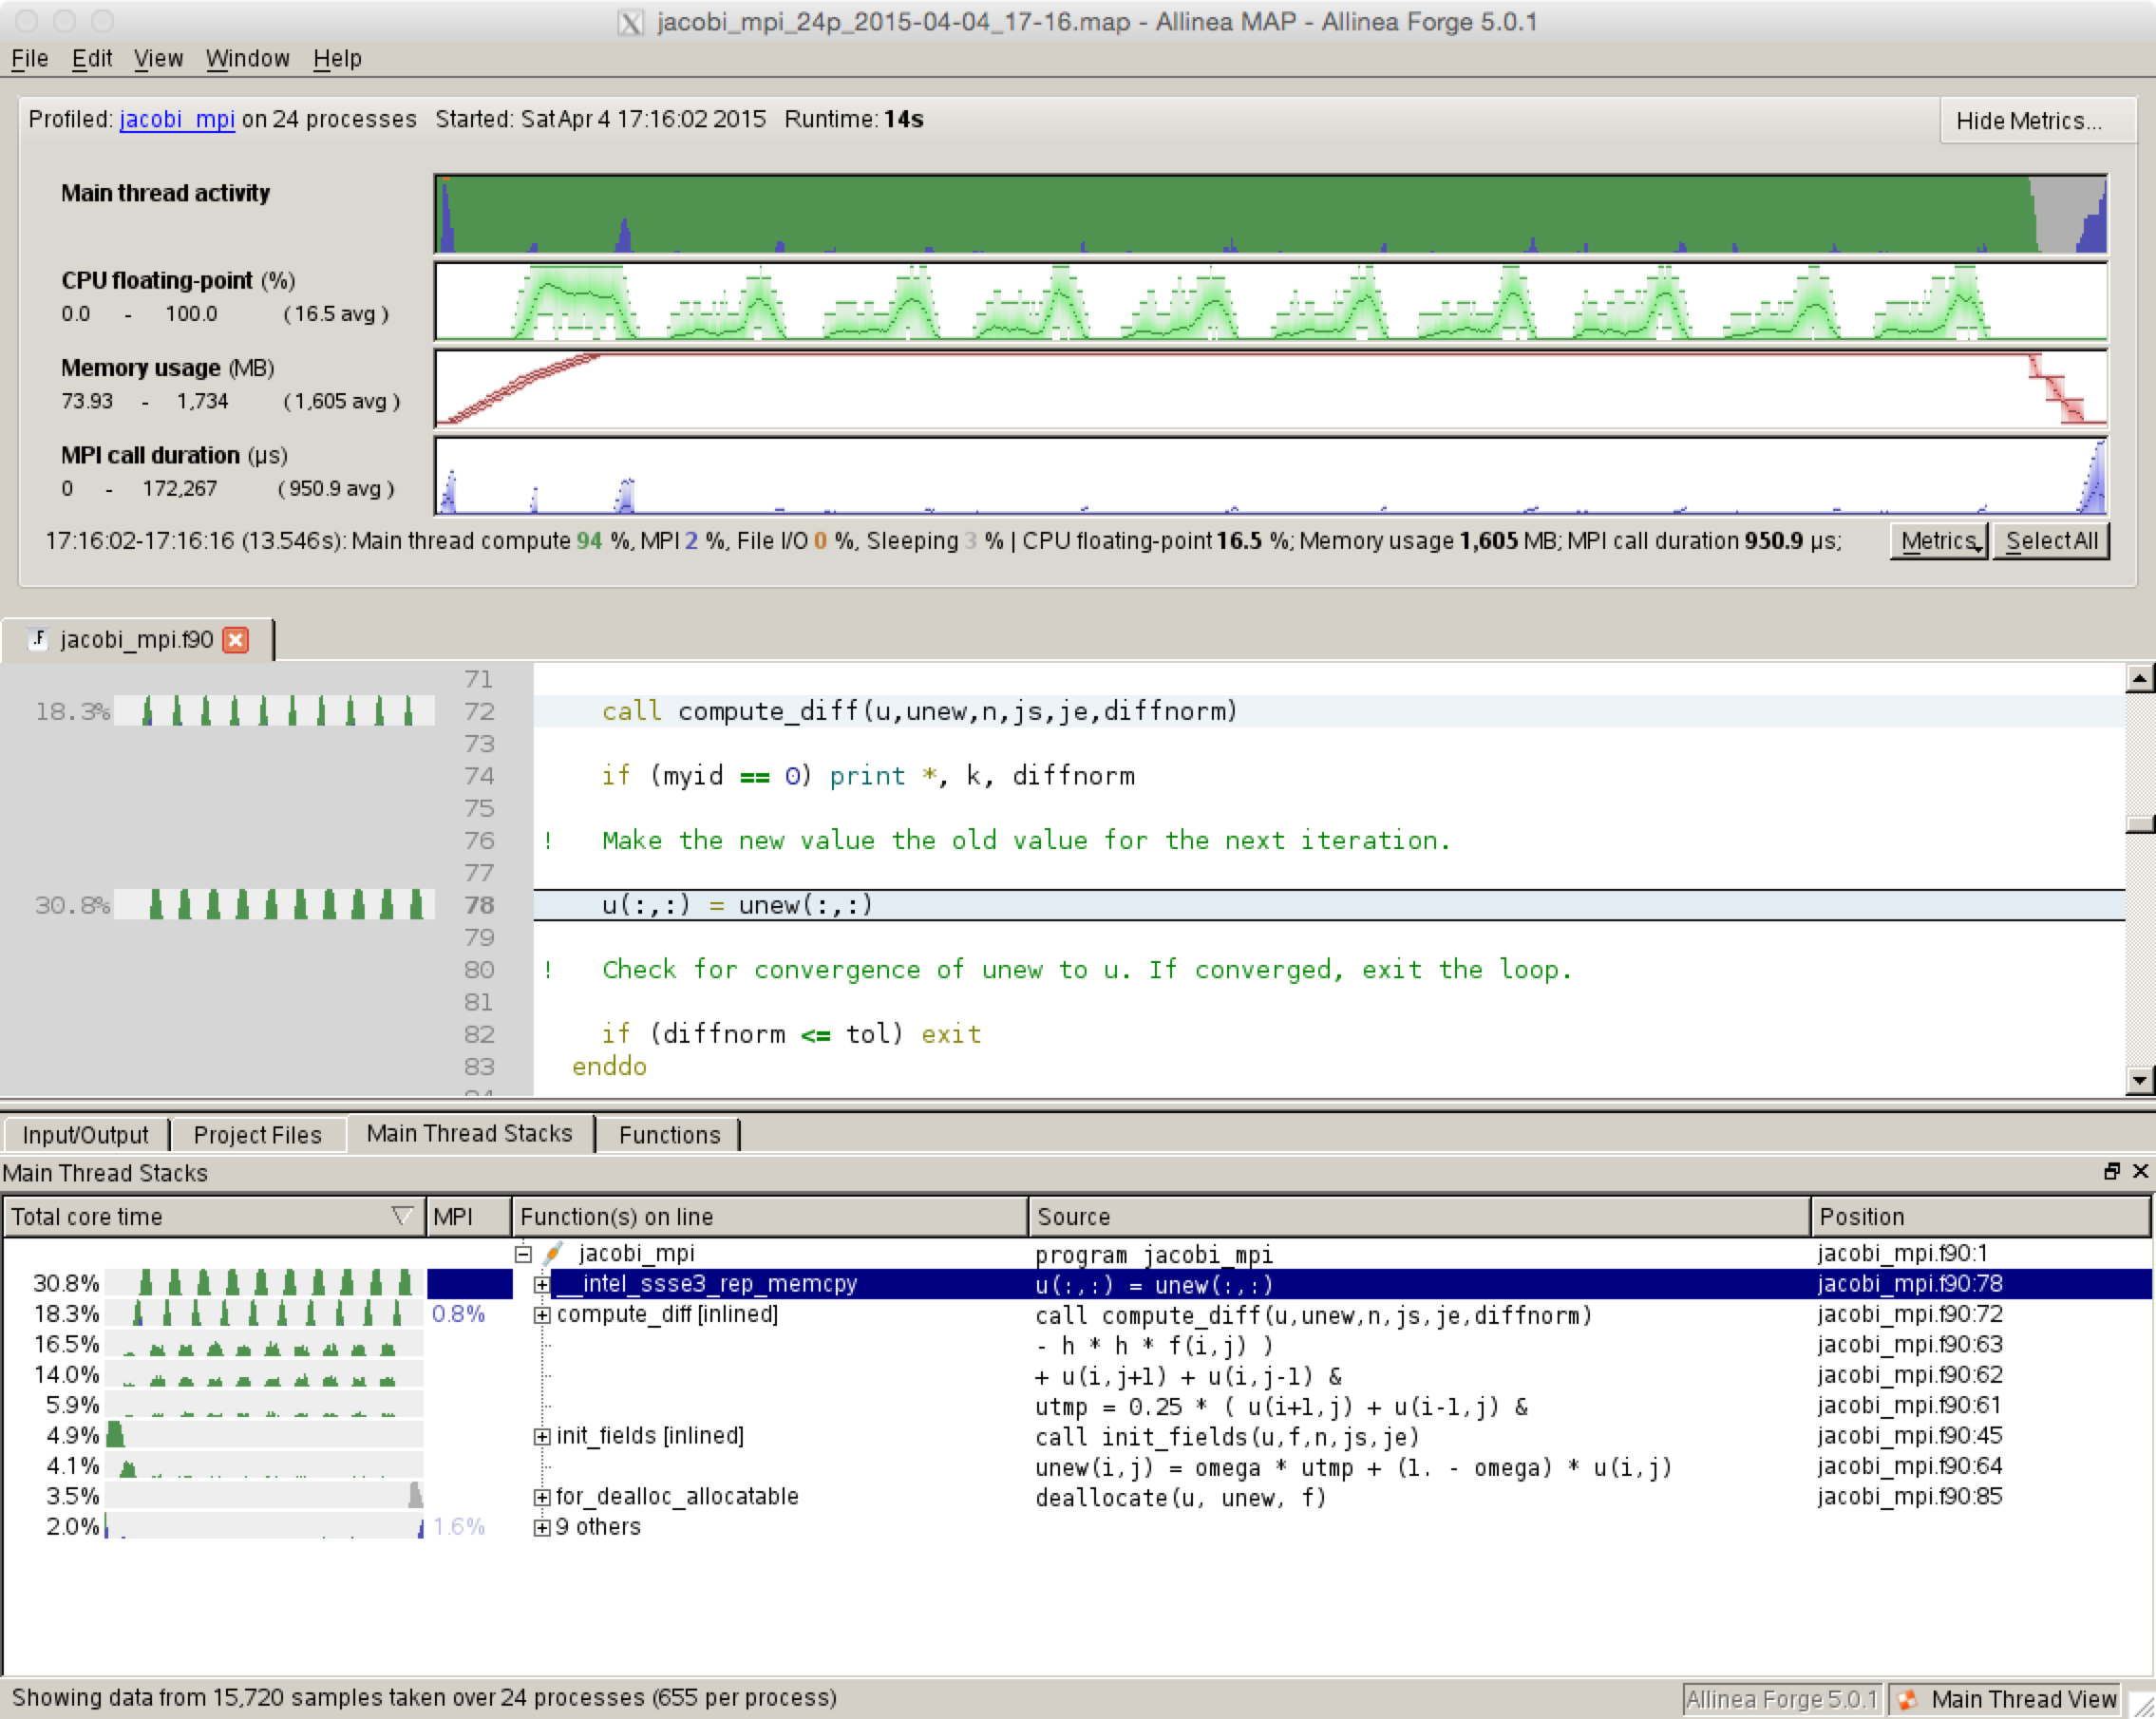 jacobi_mpi_24p_2015-04-04_17-16.map - Allinea MAP - Allinea Forge 5.0.1
File Edit View Window Help
Profiled: jacobi_mpi on 24 processes Started: Sat Apr 4 17:16:02 2015 Runtime: 14s
Hide Metrics...
Main thread activity
CPU floating-point (%)
0.0 - 100.0 (16.5 avg)
Memory usage (MB)
73.93 - 1,734 (1,605 avg)
MPI call duration (µs)
0 - 172,267 (950.9 avg)
17:16:02-17:16:16 (13.546s): Main thread compute 94 %, MPI 2 %, File I/O 0 %, Sleeping 3 % | CPU floating-point 16.5 %; Memory usage 1,605 MB; MPI call duration 950.9 µs; Metrics Select All
.F jacobi_mpi.f90
71
18.3% 72 call compute_diff(u,unew,n,js,je,diffnorm)
73
74 if (myid == 0) print *, k, diffnorm
75
76 ! Make the new value the old value for the next iteration.
77
30.8% 78 u(:,:) = unew(:,:)
79
80 ! Check for convergence of unew to u. If converged, exit the loop.
81
82 if (diffnorm <= tol) exit
83 enddo
Input/Output Project Files Main Thread Stacks Functions
Main Thread Stacks
Total core time MPI Function(s) on line Source Position
jacobi_mpi program jacobi_mpi jacobi_mpi.f90:1
30.8% __intel_ssse3_rep_memcpy u(:,:) = unew(:,:) jacobi_mpi.f90:78
18.3% 0.8% compute_diff [inlined] call compute_diff(u,unew,n,js,je,diffnorm) jacobi_mpi.f90:72
16.5% - h * h * f(i,j) ) jacobi_mpi.f90:63
14.0% + u(i,j+1) + u(i,j-1) & jacobi_mpi.f90:62
5.9% utmp = 0.25 * ( u(i+1,j) + u(i-1,j) & jacobi_mpi.f90:61
4.9% init_fields [inlined] call init_fields(u,f,n,js,je) jacobi_mpi.f90:45
4.1% unew(i,j) = omega * utmp + (1. - omega) * u(i,j) jacobi_mpi.f90:64
3.5% for_dealloc_allocatable deallocate(u, unew, f) jacobi_mpi.f90:85
2.0% 1.6% 9 others
Showing data from 15,720 samples taken over 24 processes (655 per process)
Allinea Forge 5.0.1 Main Thread View